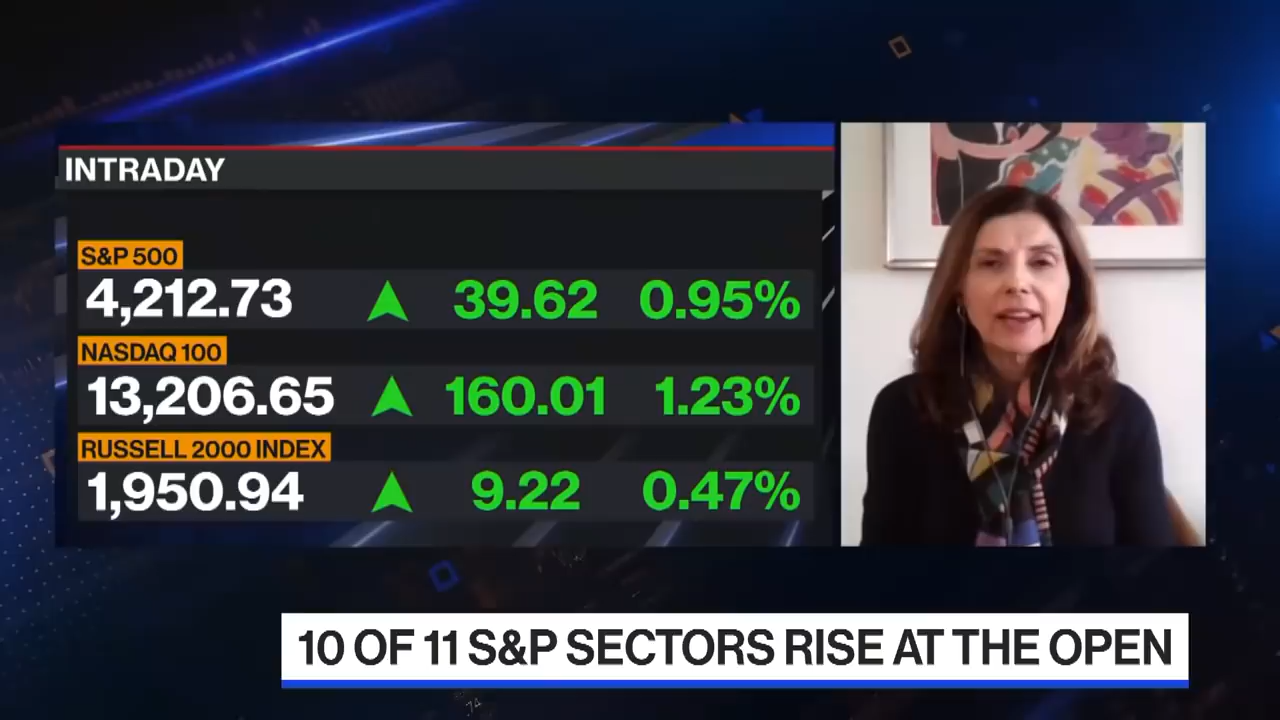 INTRADAY
S&P 500
4,212.73 ▲ 39.62 0.95%
NASDAQ 100
13,206.65 ▲ 160.01 1.23%
RUSSELL 2000 INDEX
1,950.94 ▲ 9.22 0.47%
10 OF 11 S&P SECTORS RISE AT THE OPEN
74